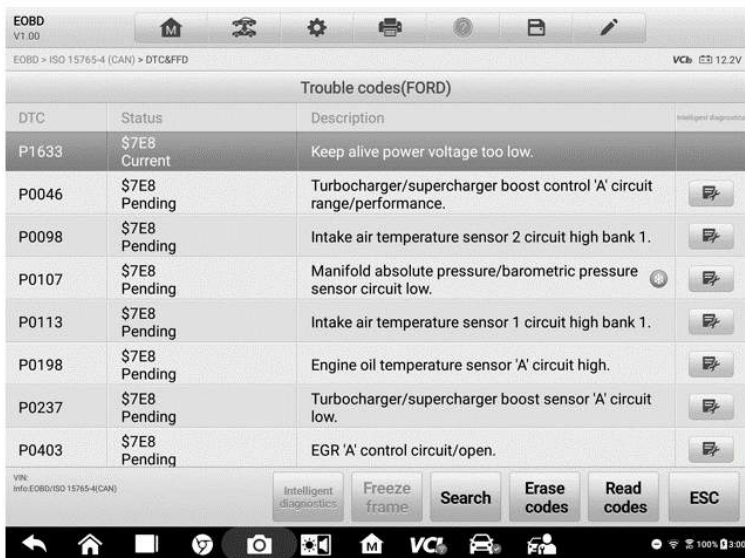 EOBD
V1.00
EOBD > ISO 15765-4 (CAN) > DTC&FFD
VCI 12.2V
Trouble codes(FORD)
DTC Status Description Intelligent diagnostics
P1633 $7E8 Current Keep alive power voltage too low.
P0046 $7E8 Pending Turbocharger/supercharger boost control 'A' circuit
range/performance.
P0098 $7E8 Pending Intake air temperature sensor 2 circuit high bank 1.
P0107 $7E8 Pending Manifold absolute pressure/barometric pressure
sensor circuit low.
P0113 $7E8 Pending Intake air temperature sensor 1 circuit high bank 1.
P0198 $7E8 Pending Engine oil temperature sensor 'A' circuit high.
P0237 $7E8 Pending Turbocharger/supercharger boost sensor 'A' circuit
low.
P0403 $7E8 Pending EGR 'A' control circuit/open.
VIN:
Info:EOBD/ISO 15765-4(CAN)
Intelligent diagnostics
Freeze frame
Search
Erase codes
Read codes
ESC
M VCI 100% 3:00